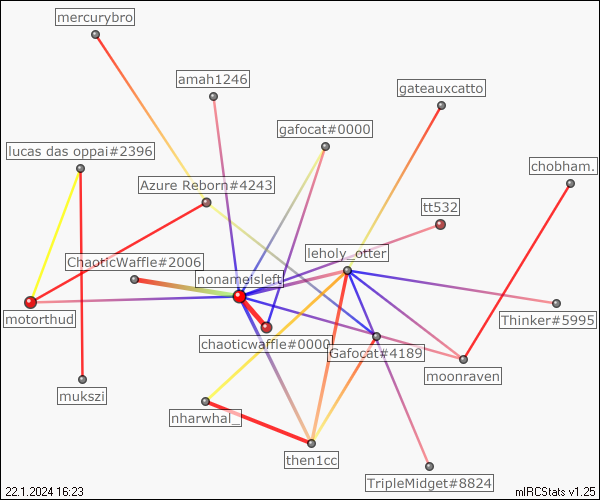 mercurybro
amah1246
gateauxcatto
gafocat#0000
lucas das oppai#2396
chobham.
Azure Reborn#4243
tt532
leholy_otter
ChaoticWaffle#2006
nonameisleft
motorthud
Thinker#5995
chaoticwaffle#0000
Gafocat#4189
moonraven
mukszi
nharwhal_
then1cc
TripleMidget#8824
22.1.2024 16:23
mIRCStats v1.25